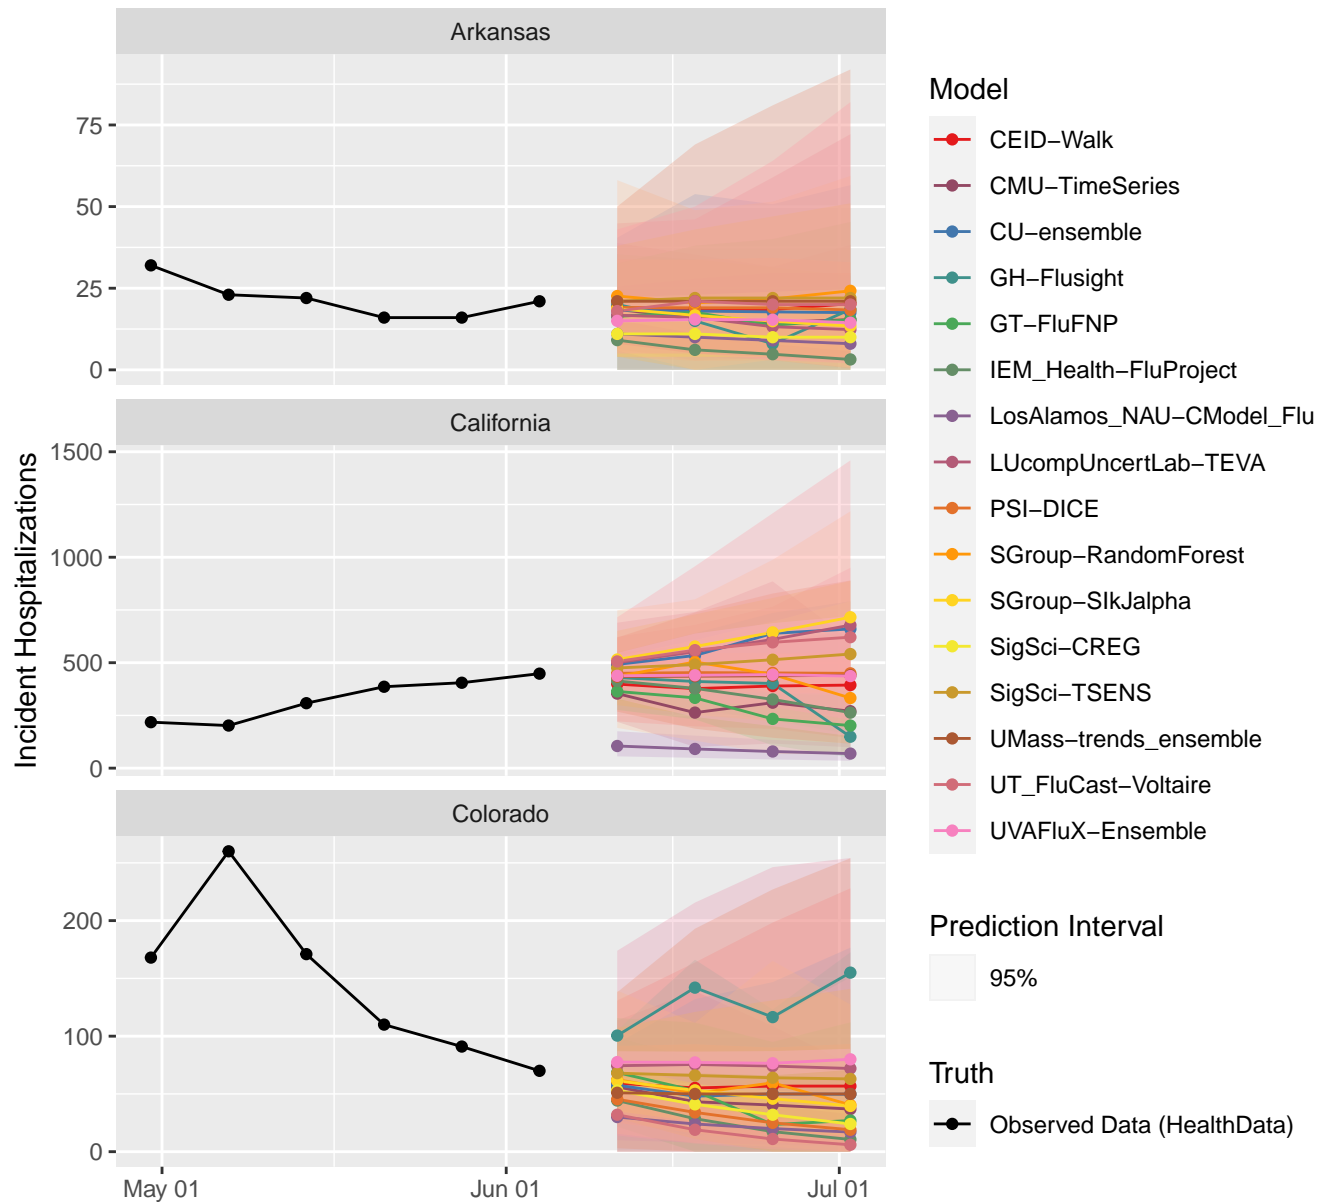 Arkansas
75
50
25
0
California
1500
1000
500
0
Colorado
200
100
0
May 01
Jun 01
Jul 01
Incident Hospitalizations
Model
CEID−Walk
CMU−TimeSeries
CU−ensemble
GH−Flusight
GT−FluFNP
IEM_Health−FluProject
LosAlamos_NAU−CModel_Flu
LUcompUncertLab−TEVA
PSI−DICE
SGroup−RandomForest
SGroup−SIkJalpha
SigSci−CREG
SigSci−TSENS
UMass−trends_ensemble
UT_FluCast−Voltaire
UVAFluX−Ensemble
Prediction Interval
95%
Truth
Observed Data (HealthData)